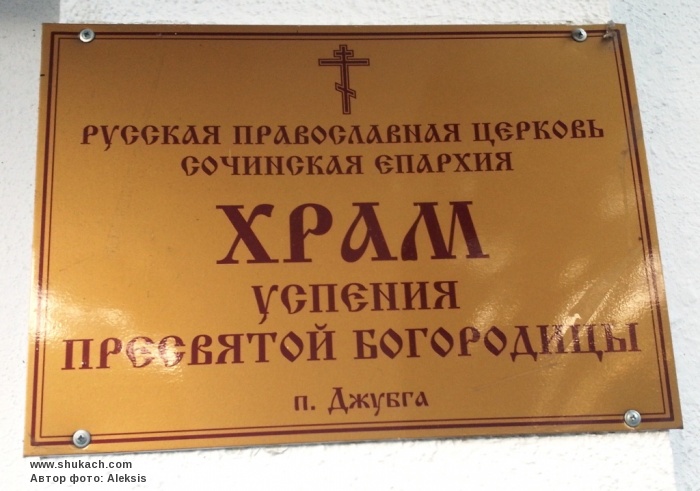 РУССКАЯ ПРАВОСЛАВНАЯ ЦЕРКОВЬ
СОЧИНСКАЯ ЕПАРХИЯ
ХРАМ
УСПЕНИЯ
ПРЕСВЯТОЙ БОГОРОДИЦЫ
п. Джубга
www.shukach.com
Автор фото: Aleksis